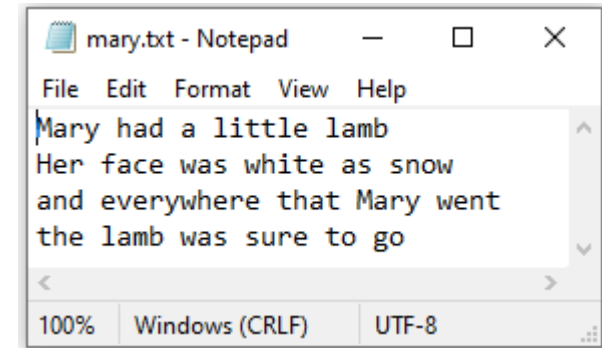 mary.txt - Notepad
File Edit Format View Help
Mary had a little lamb
Her face was white as snow
and everywhere that Mary went
the lamb was sure to go
100% Windows (CRLF) UTF-8